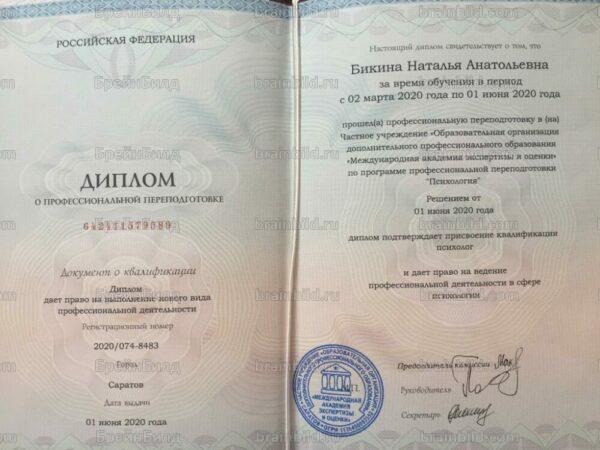 РОССИЙСКАЯ ФЕДЕРАЦИЯ
ДИПЛОМ
О ПРОФЕССИОНАЛЬНОЙ ПЕРЕПОДГОТОВКЕ
642411579089
Документ о квалификации
Диплом
дает право на выполнение нового вида
профессиональной деятельности
Регистрационный номер
2020/074-8483
Город
Саратов
Дата выдачи
01 июня 2020 года
Настоящий диплом свидетельствует о том, что
Бикина Наталья Анатольевна
за время обучения в период
с 02 марта 2020 года по 01 июня 2020 года
прошел(а) профессиональную переподготовку в (на)
Частное учреждение «Образовательная организация
дополнительного профессионального образования
«Международная академия экспертизы и оценки»
по программе профессиональной переподготовки
"Психология"
Решением от
01 июня 2020 года
диплом подтверждает присвоение квалификации
психолог
и дает право на ведение
профессиональной деятельности в сфере
психологии
Председатель комиссии
Руководитель
Секретарь
М.П.
«МЕЖДУНАРОДНАЯ
АКАДЕМИЯ
ЭКСПЕРТИЗЫ
И ОЦЕНКИ»
БрейнБилд
brainbild.ru